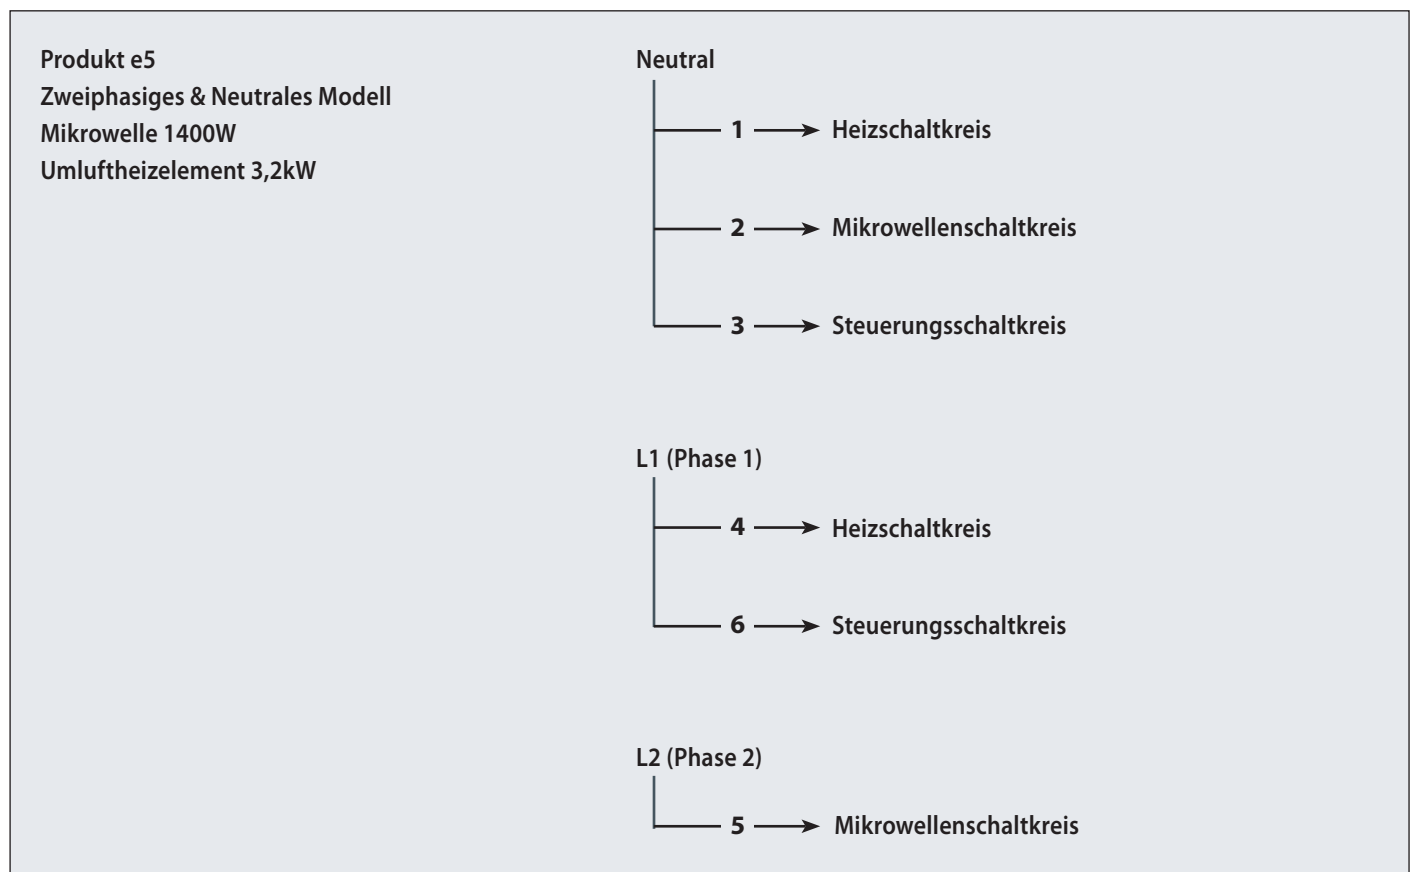 Produkt e5
Zweiphasiges & Neutrales Modell
Mikrowelle 1400W
Umluftheizelement 3,2kW
Neutral
1 Heizschaltkreis
2 Mikrowellenschaltkreis
3 Steuerungsschaltkreis
L1 (Phase 1)
4 Heizschaltkreis
6 Steuerungsschaltkreis
L2 (Phase 2)
5 Mikrowellenschaltkreis